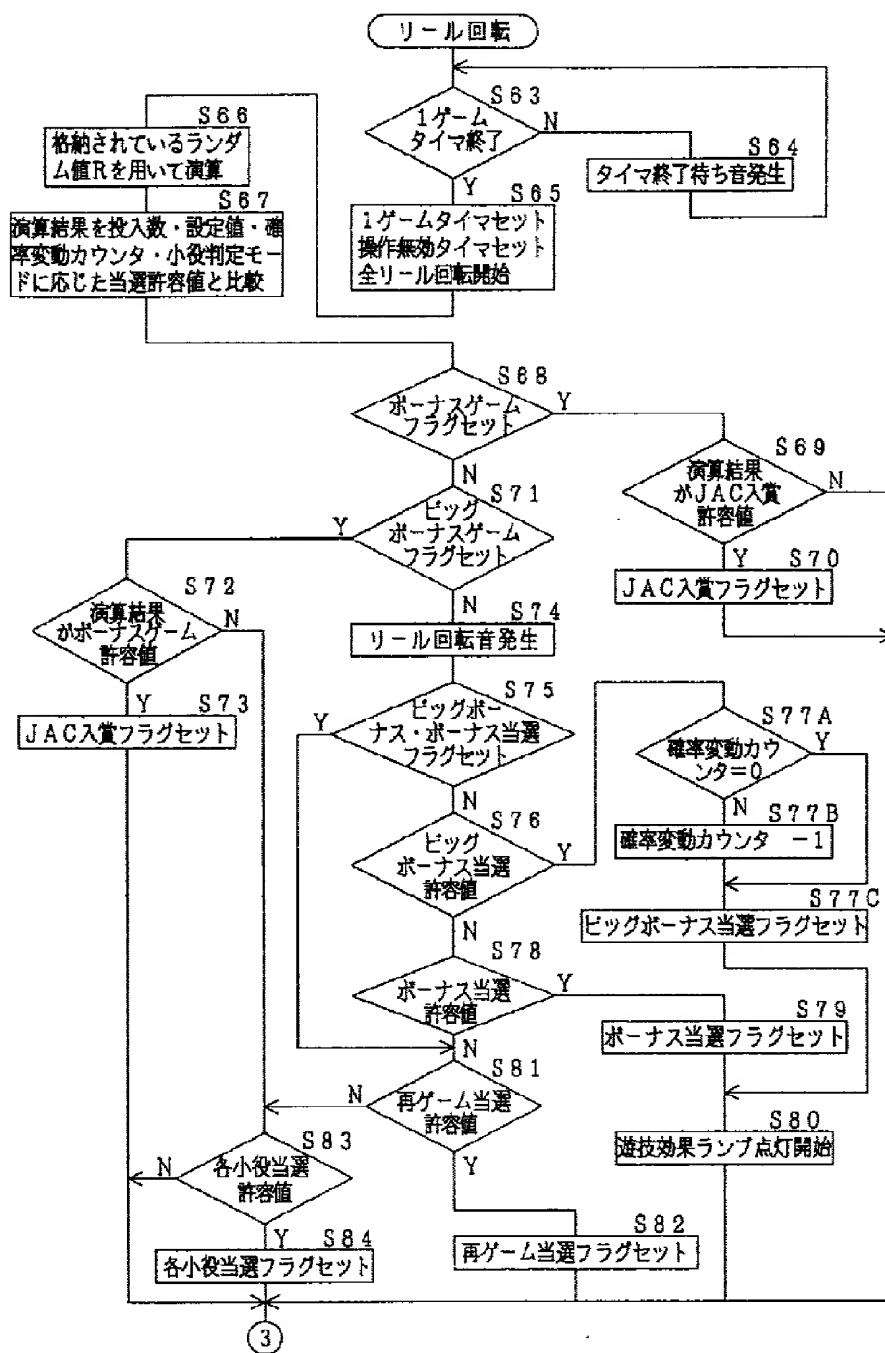 リール回転
S63
1ゲーム
タイマ終了
N
S64
タイマ終了待ち音発生
Y
S65
1ゲームタイマセット
操作無効タイマセット
全リール回転開始
S66
格納されているランダ
ム値Rを用いて演算
S67
演算結果を投入数・設定値・確
率変動カウンタ・小役判定モー
ドに応じた当選許容値と比較
S68
ボーナスゲーム
フラグセット
Y
N
S69
演算結果
がJAC入賞
許容値
N
Y
S70
JAC入賞フラグセット
S71
ビッグ
ボーナスゲーム
フラグセット
Y
N
S72
演算結果
がボーナスゲーム
許容値
N
Y
S73
JAC入賞フラグセット
S74
リール回転音発生
S75
ビッグボー
ナス・ボーナス当選
フラグセット
Y
N
S76
ビッグ
ボーナス当選
許容値
Y
N
S77A
確率変動カウ
ンタ=0
Y
N
S77B
確率変動カウンタ －1
S77C
ビッグボーナス当選フラグセット
S78
ボーナス当選
許容値
Y
N
S79
ボーナス当選フラグセット
S80
遊技効果ランプ点灯開始
S81
再ゲーム当選
許容値
N
Y
S82
再ゲーム当選フラグセット
S83
各小役当選
許容値
N
Y
S84
各小役当選フラグセット
3